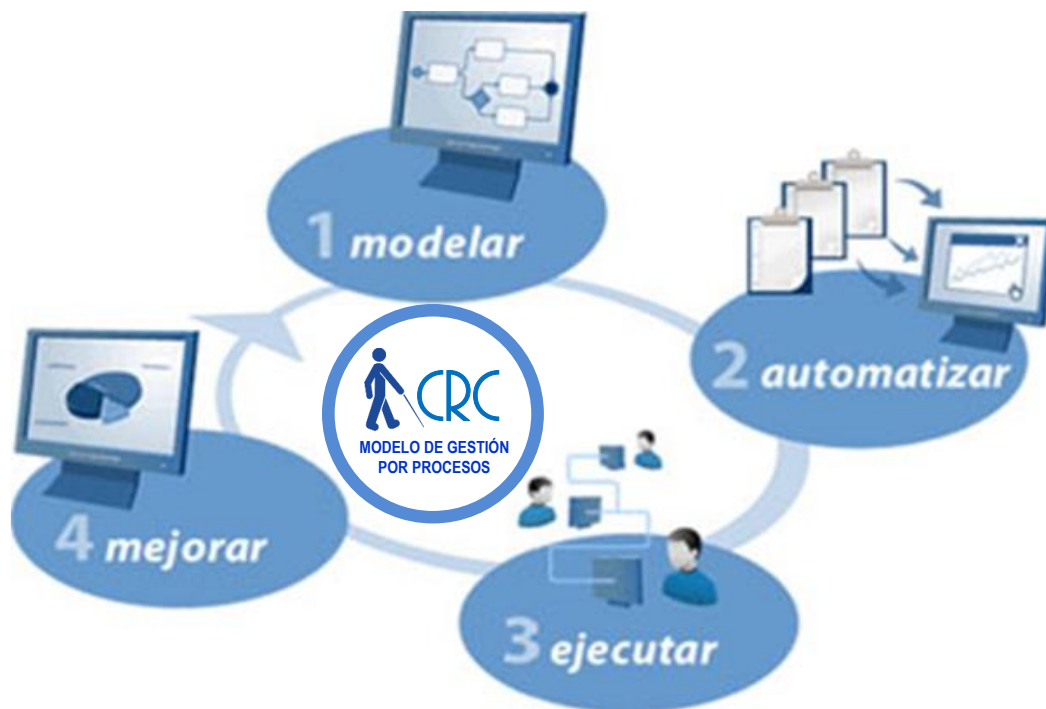 1 modelar
2 automatizar
CRC
MODELO DE GESTIÓN
POR PROCESOS
4 mejorar
3 ejecutar